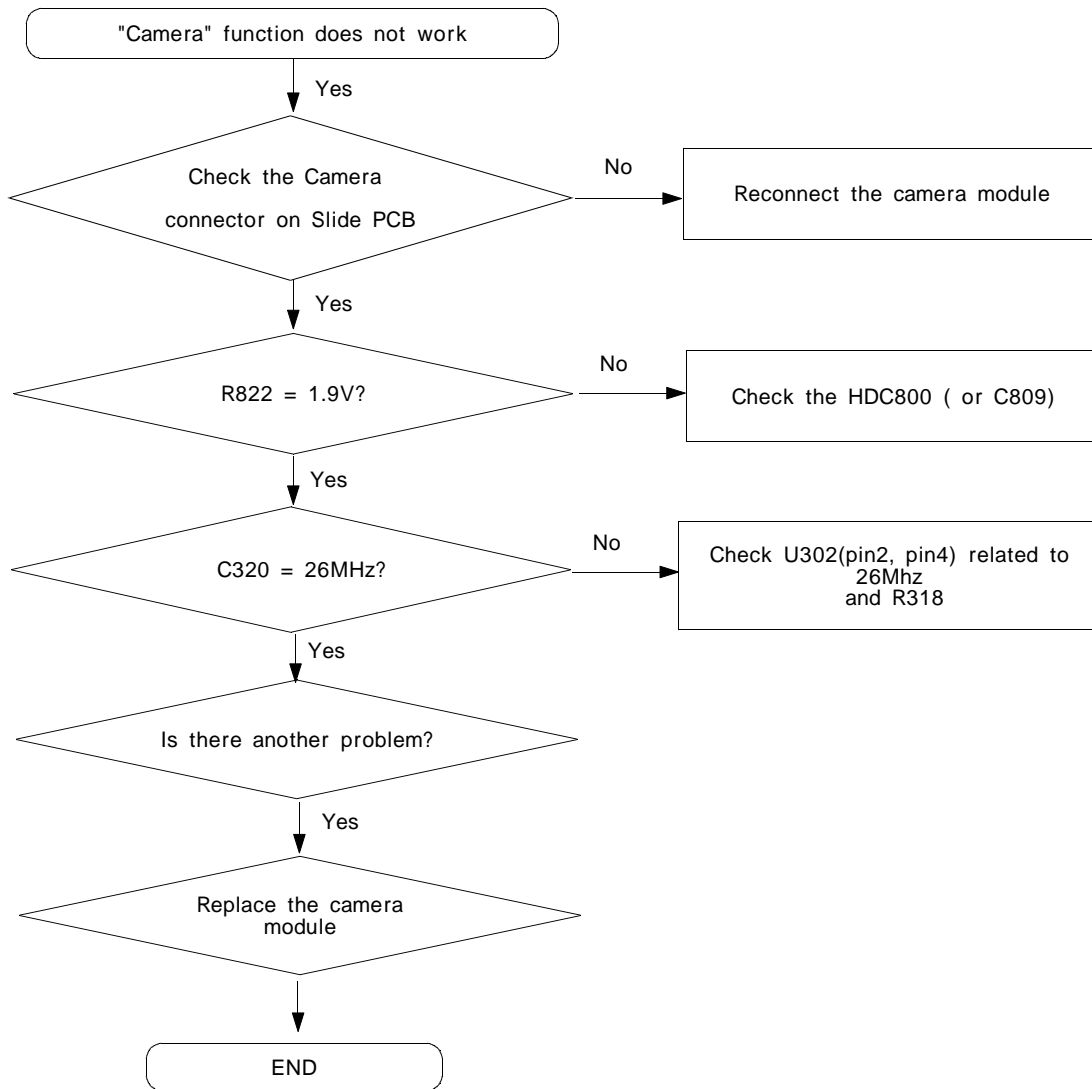 "Camera" function does not work
Yes
Check the Camera
connector on Slide PCB
No
Reconnect the camera module
Yes
R822 = 1.9V?
No
Check the HDC800 ( or C809)
Yes
C320 = 26MHz?
No
Check U302(pin2, pin4) related to
26Mhz
and R318
Yes
Is there another problem?
Yes
Replace the camera
module
END